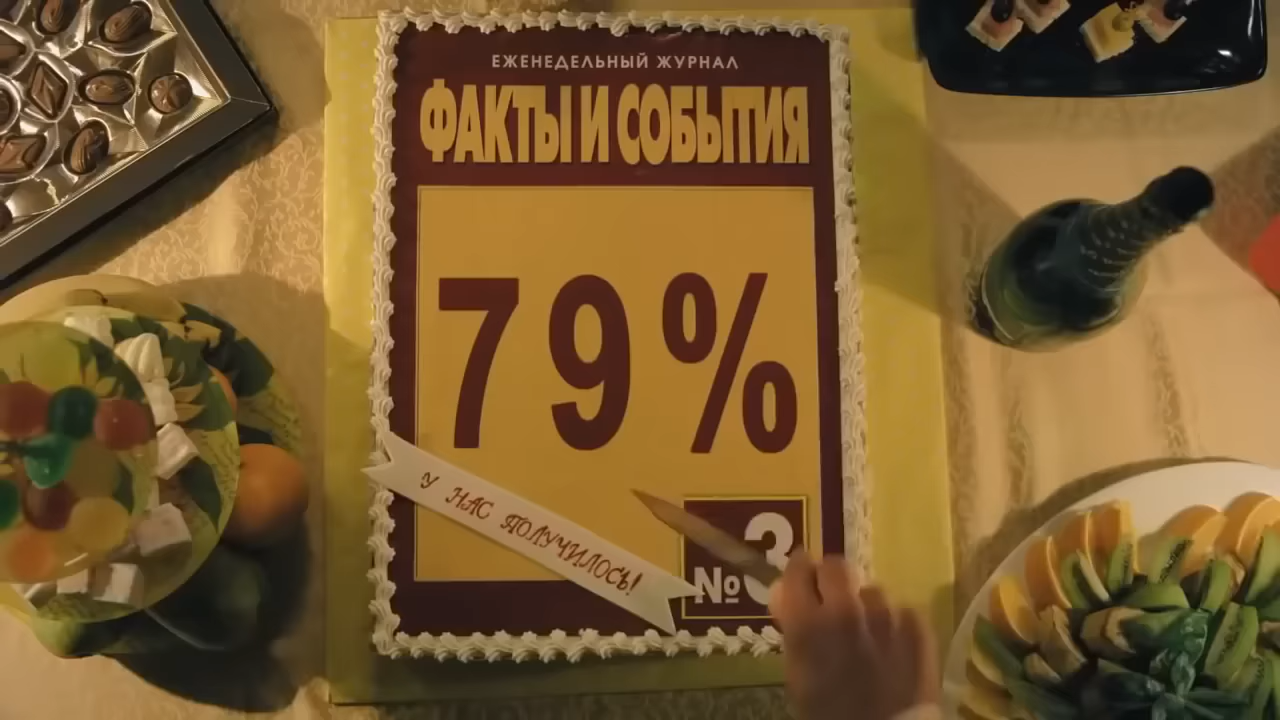 ЕЖЕНЕДЕЛЬНЫЙ ЖУРНАЛ
ФАКТЫ И СОБЫТИЯ
79%
У НАС ПОЛУЧИЛОСЬ!
№3